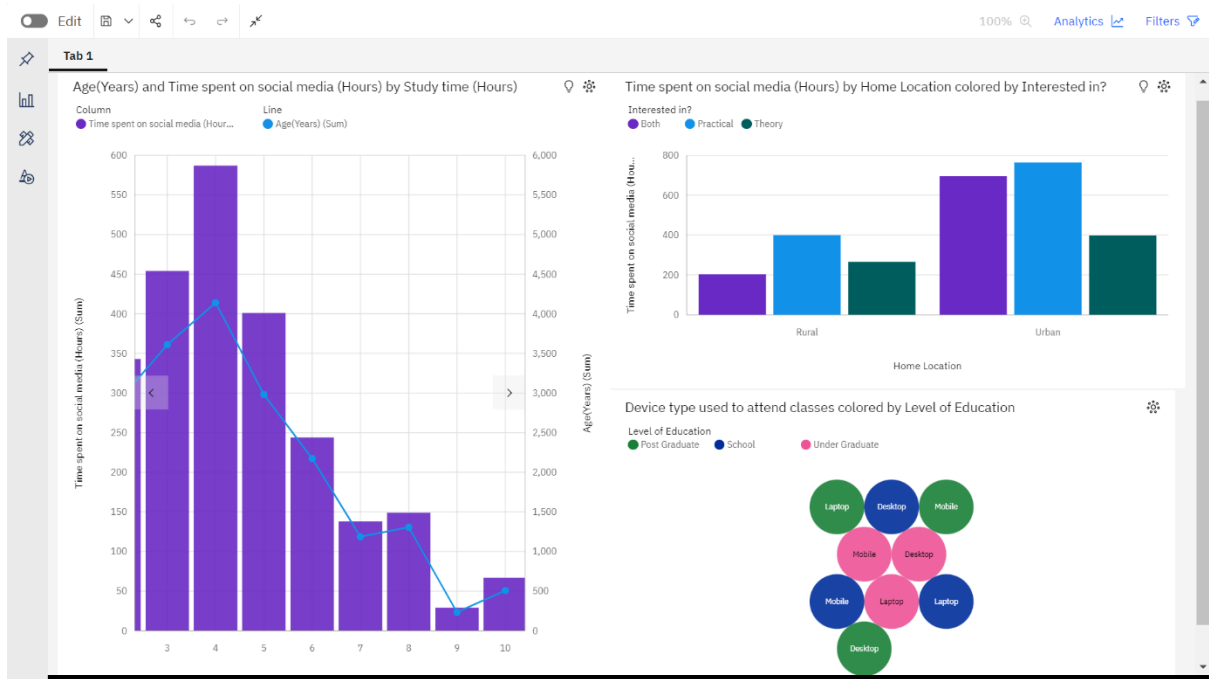 Edit
100%
Analytics
Filters
Tab 1
Age(Years) and Time spent on social media (Hours) by Study time (Hours)
Column
Line
Time spent on social media (Hour...
Age(Years) (Sum)
Time spent on social media (Hours) (Sum)
600
550
500
450
400
350
300
250
200
150
100
50
0
6,000
5,500
5,000
4,500
4,000
3,500
3,000
2,500
2,000
1,500
1,000
500
0
Age(Years) (Sum)
3 4 5 6 7 8 9 10
Time spent on social media (Hours) by Home Location colored by Interested in?
Interested in?
Both Practical Theory
Time spent on social media (Hou...
800
600
400
200
0
Rural Urban
Home Location
Device type used to attend classes colored by Level of Education
Level of Education
Post Graduate School Under Graduate
Laptop Desktop Mobile
Mobile Desktop
Mobile Laptop Laptop
Desktop